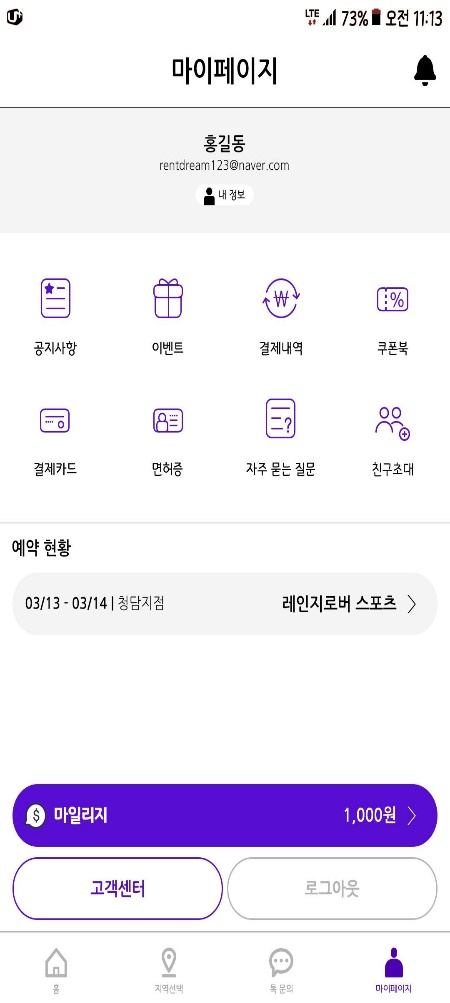 U+ LTE 73% 오전 11:13
마이페이지
홍길동
rentdream123@naver.com
내 정보
공지사항 이벤트 결제내역 쿠폰북
결제카드 면허증 자주 묻는 질문 친구초대
예약 현황
03/13 - 03/14 | 청담지점 레인지로버 스포츠
마일리지 1,000원
고객센터 로그아웃
홈 지역선택 톡 문의 마이페이지